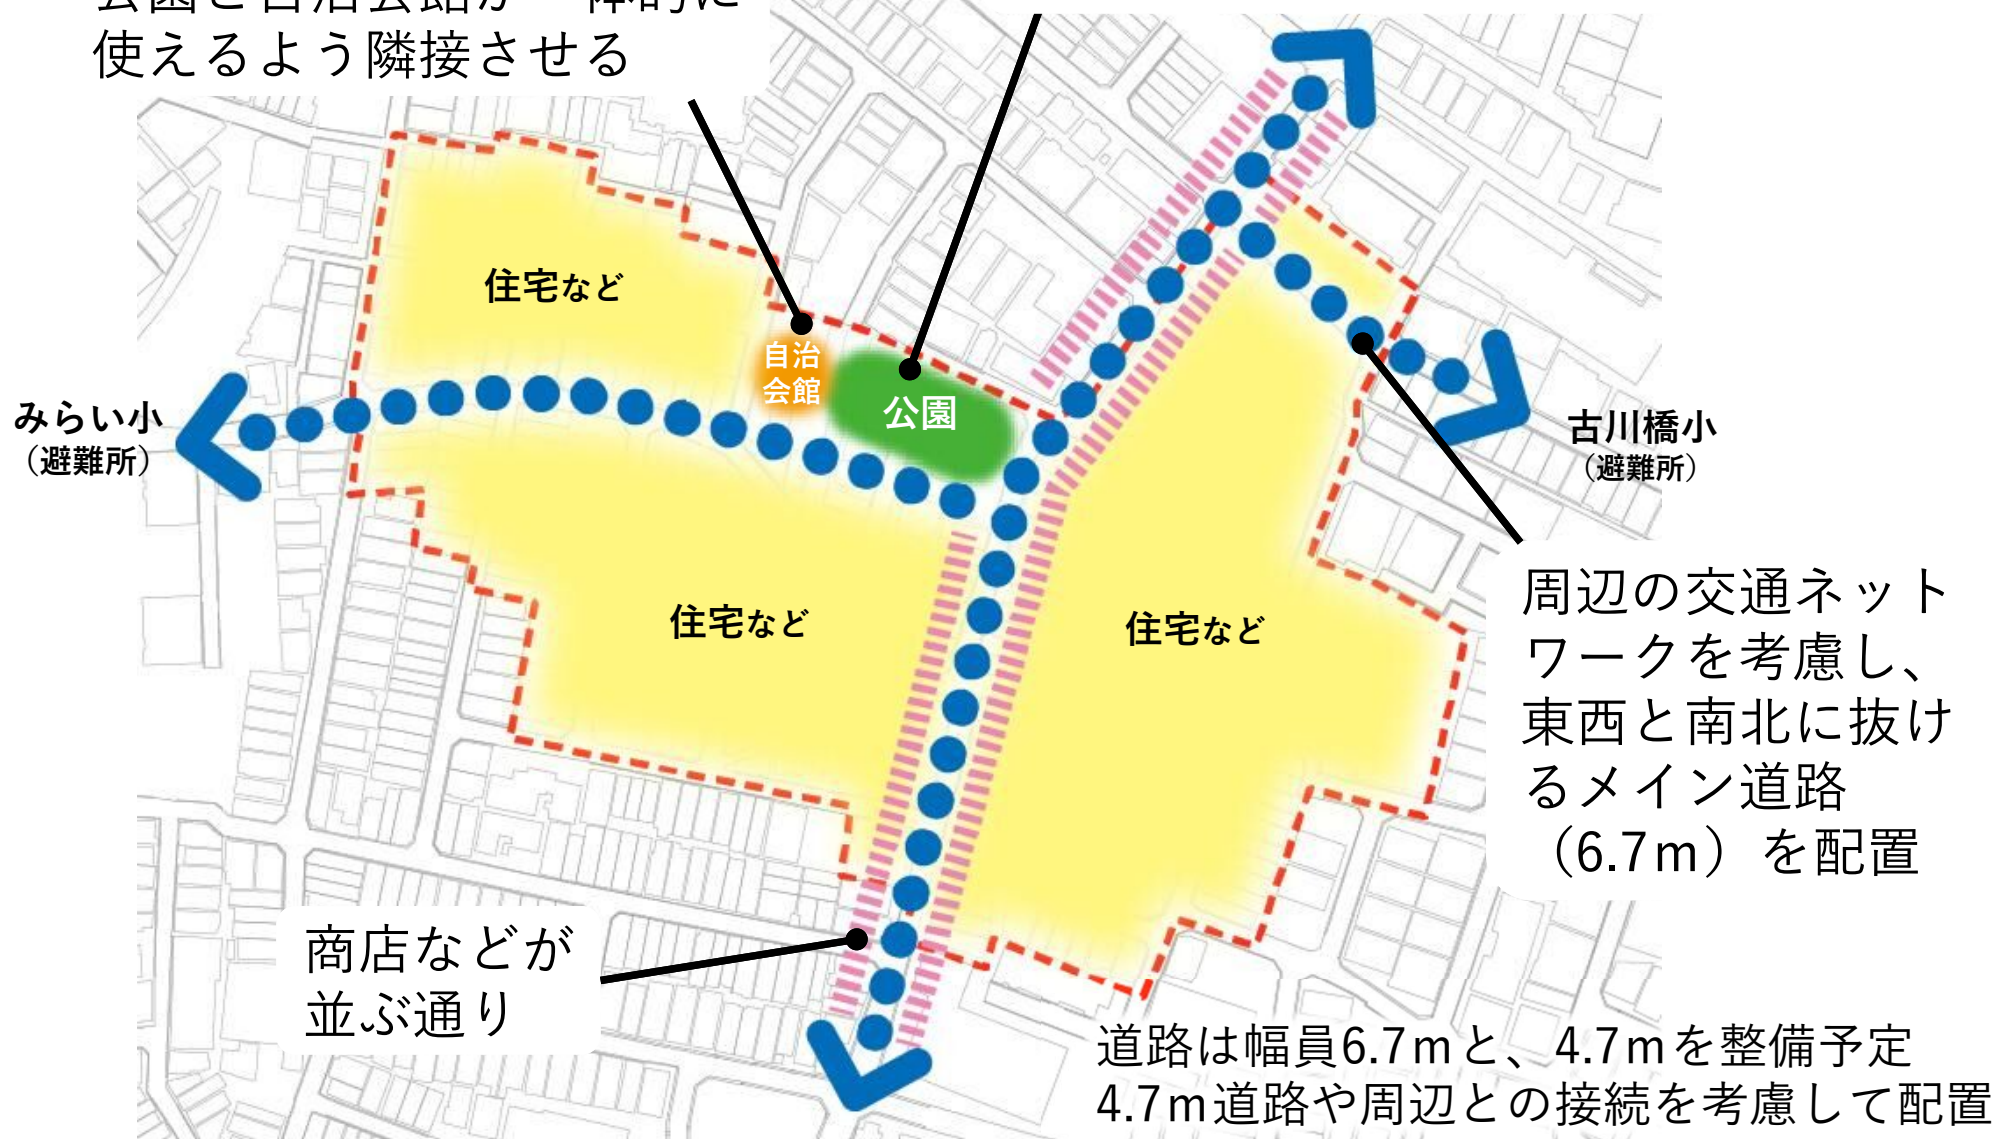 使えるよう隣接させる
住宅など
自治
会館
公園
みらい小
（避難所）
古川橋小
（避難所）
住宅など
住宅など
周辺の交通ネット
ワークを考慮し、
東西と南北に抜け
るメイン道路
（6.7m）を配置
商店などが
並ぶ通り
道路は幅員6.7mと、4.7mを整備予定
4.7m道路や周辺との接続を考慮して配置